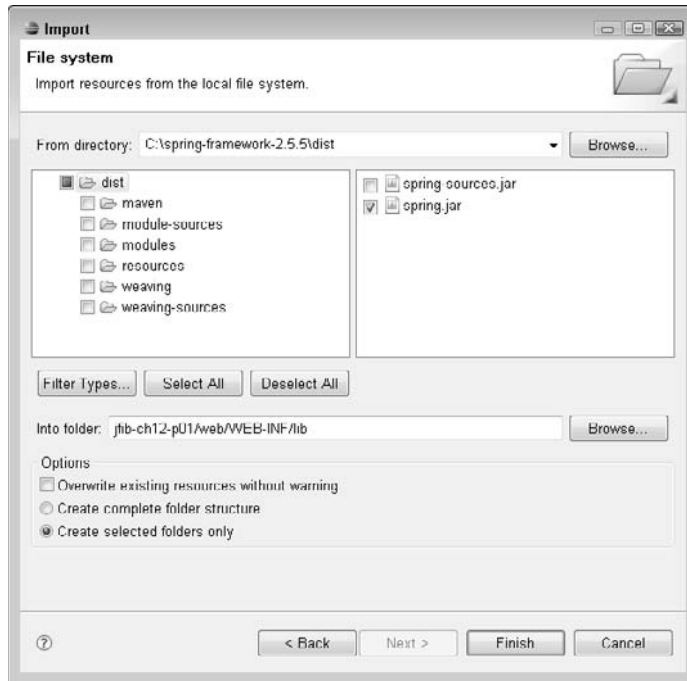 Import
File system
Import resources from the local file system.
From directory: C:\spring-framework-2.5.5\dist Browse...
dist
maven
module-sources
modules
resources
weaving
weaving-sources
spring-sources.jar
spring.jar
Filter Types... Select All Deselect All
Into folder: jfib-ch12-p01/web/WEB-INF/lib Browse...
Options
Overwrite existing resources without warning
Create complete folder structure
Create selected folders only
? < Back Next > Finish Cancel